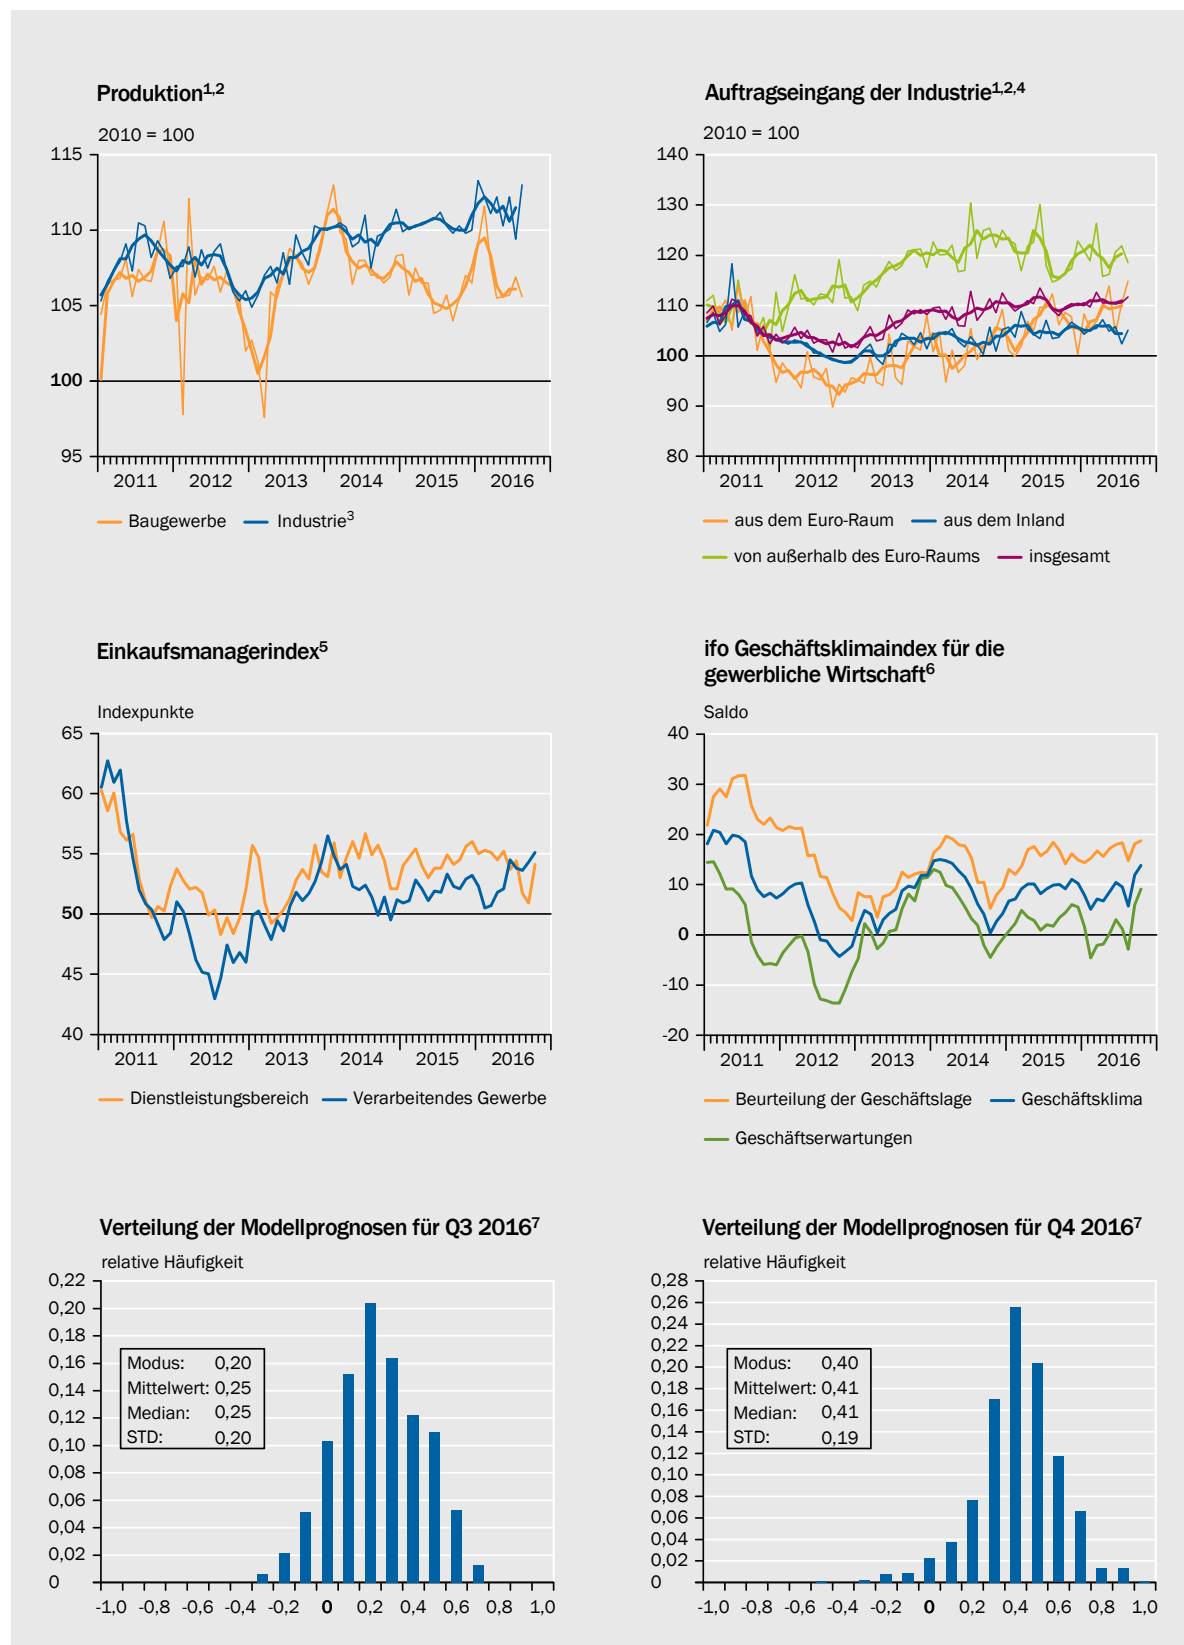 Produktion1,2
2010 = 100
115
110
105
100
95
2011 2012 2013 2014 2015 2016
Baugewerbe Industrie3
Auftragseingang der Industrie1,2,4
2010 = 100
140
130
120
110
100
90
80
2011 2012 2013 2014 2015 2016
aus dem Euro-Raum aus dem Inland
von außerhalb des Euro-Raums insgesamt
Einkaufsmanagerindex5
Indexpunkte
65
60
55
50
45
40
2011 2012 2013 2014 2015 2016
Dienstleistungsbereich Verarbeitendes Gewerbe
ifo Geschäftsklimaindex für die
gewerbliche Wirtschaft6
Saldo
40
30
20
10
0
-10
-20
2011 2012 2013 2014 2015 2016
Beurteilung der Geschäftslage Geschäftsklima
Geschäftserwartungen
Verteilung der Modellprognosen für Q3 20167
relative Häufigkeit
0,22
0,20
0,18
0,16
0,14
0,12
0,10
0,08
0,06
0,04
0,02
0
Modus: 0,20
Mittelwert: 0,25
Median: 0,25
STD: 0,20
-1,0 -0,8 -0,6 -0,4 -0,2 0 0,2 0,4 0,6 0,8 1,0
Verteilung der Modellprognosen für Q4 20167
relative Häufigkeit
0,28
0,26
0,24
0,22
0,20
0,18
0,16
0,14
0,12
0,10
0,08
0,06
0,04
0,02
0
Modus: 0,40
Mittelwert: 0,41
Median: 0,41
STD: 0,19
-1,0 -0,8 -0,6 -0,4 -0,2 0 0,2 0,4 0,6 0,8 1,0